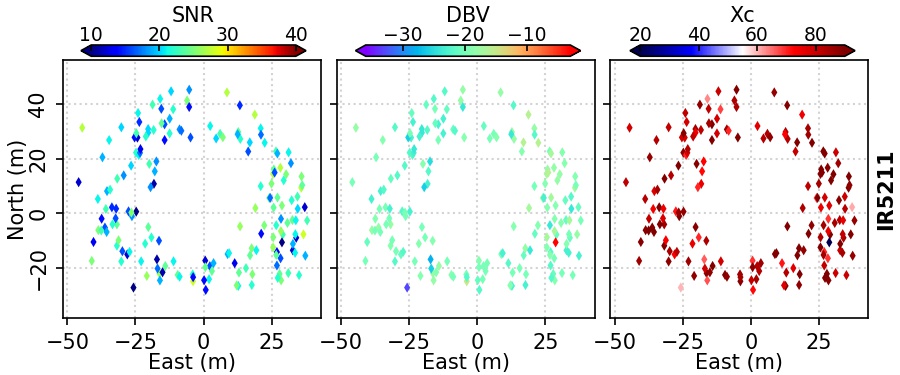 SNR DBV Xc
10 20 30 40 −30 −20 −10 20 40 60 80
40
20
0
−20
North (m)
IR5211
−50 −25 0 25 −50 −25 0 25 −50 −25 0 25
East (m) East (m) East (m)